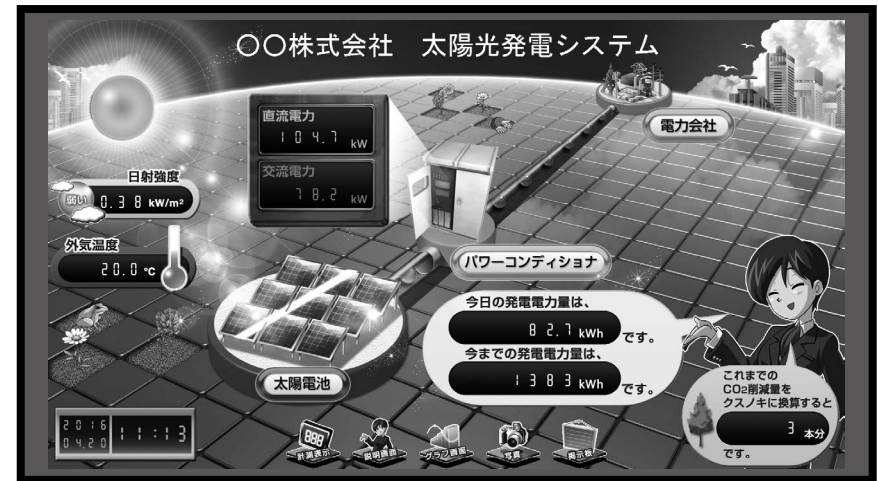 〇〇株式会社　太陽光発電システム
直流電力
104.7 kW
交流電力
78.2 kW
電力会社
日射強度
弱い 0.38 kW/m²
外気温度
20.0 ℃
パワーコンディショナ
今日の発電電力量は、
82.7 kWh です。
今までの発電電力量は、
1383 kWh です。
太陽電池
これまでの
CO2削減量を
クスノキに換算すると
3 本分
です。
2016
04.20
11:13
888
計測表示
説明画面
グラフ画面
写真
掲示板